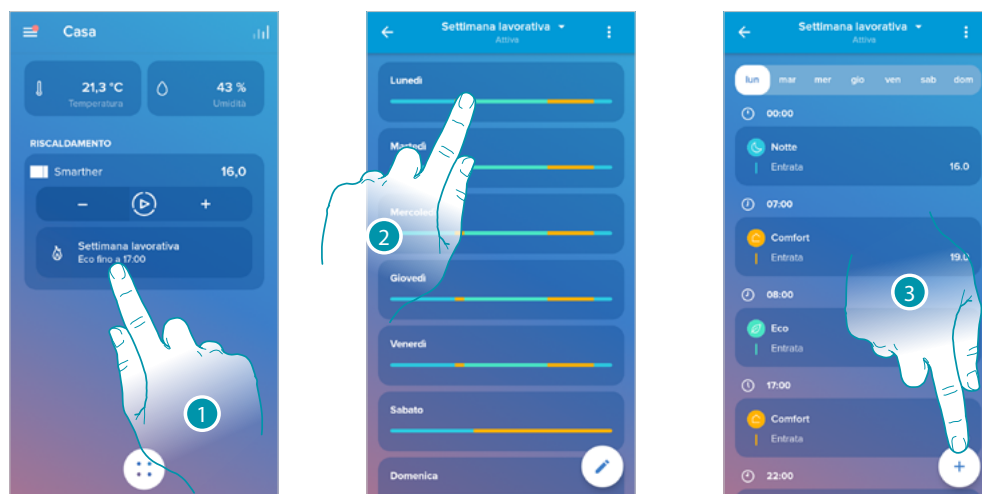 Casa
21,3 °C
Temperatura
43 %
Umidità
RISCALDAMENTO
Smarther
16,0
−
+
Settimana lavorativa
Eco fino a 17:00
1
Settimana lavorativa
Attiva
Lunedì
Martedì
Mercoledì
2
Giovedì
Venerdì
Sabato
Domenica
Settimana lavorativa
Attiva
lun mar mer gio ven sab dom
00:00
Notte
Entrata 16.0
07:00
Comfort
Entrata 19.0
3
08:00
Eco
Entrata
17:00
Comfort
Entrata
+
22:00